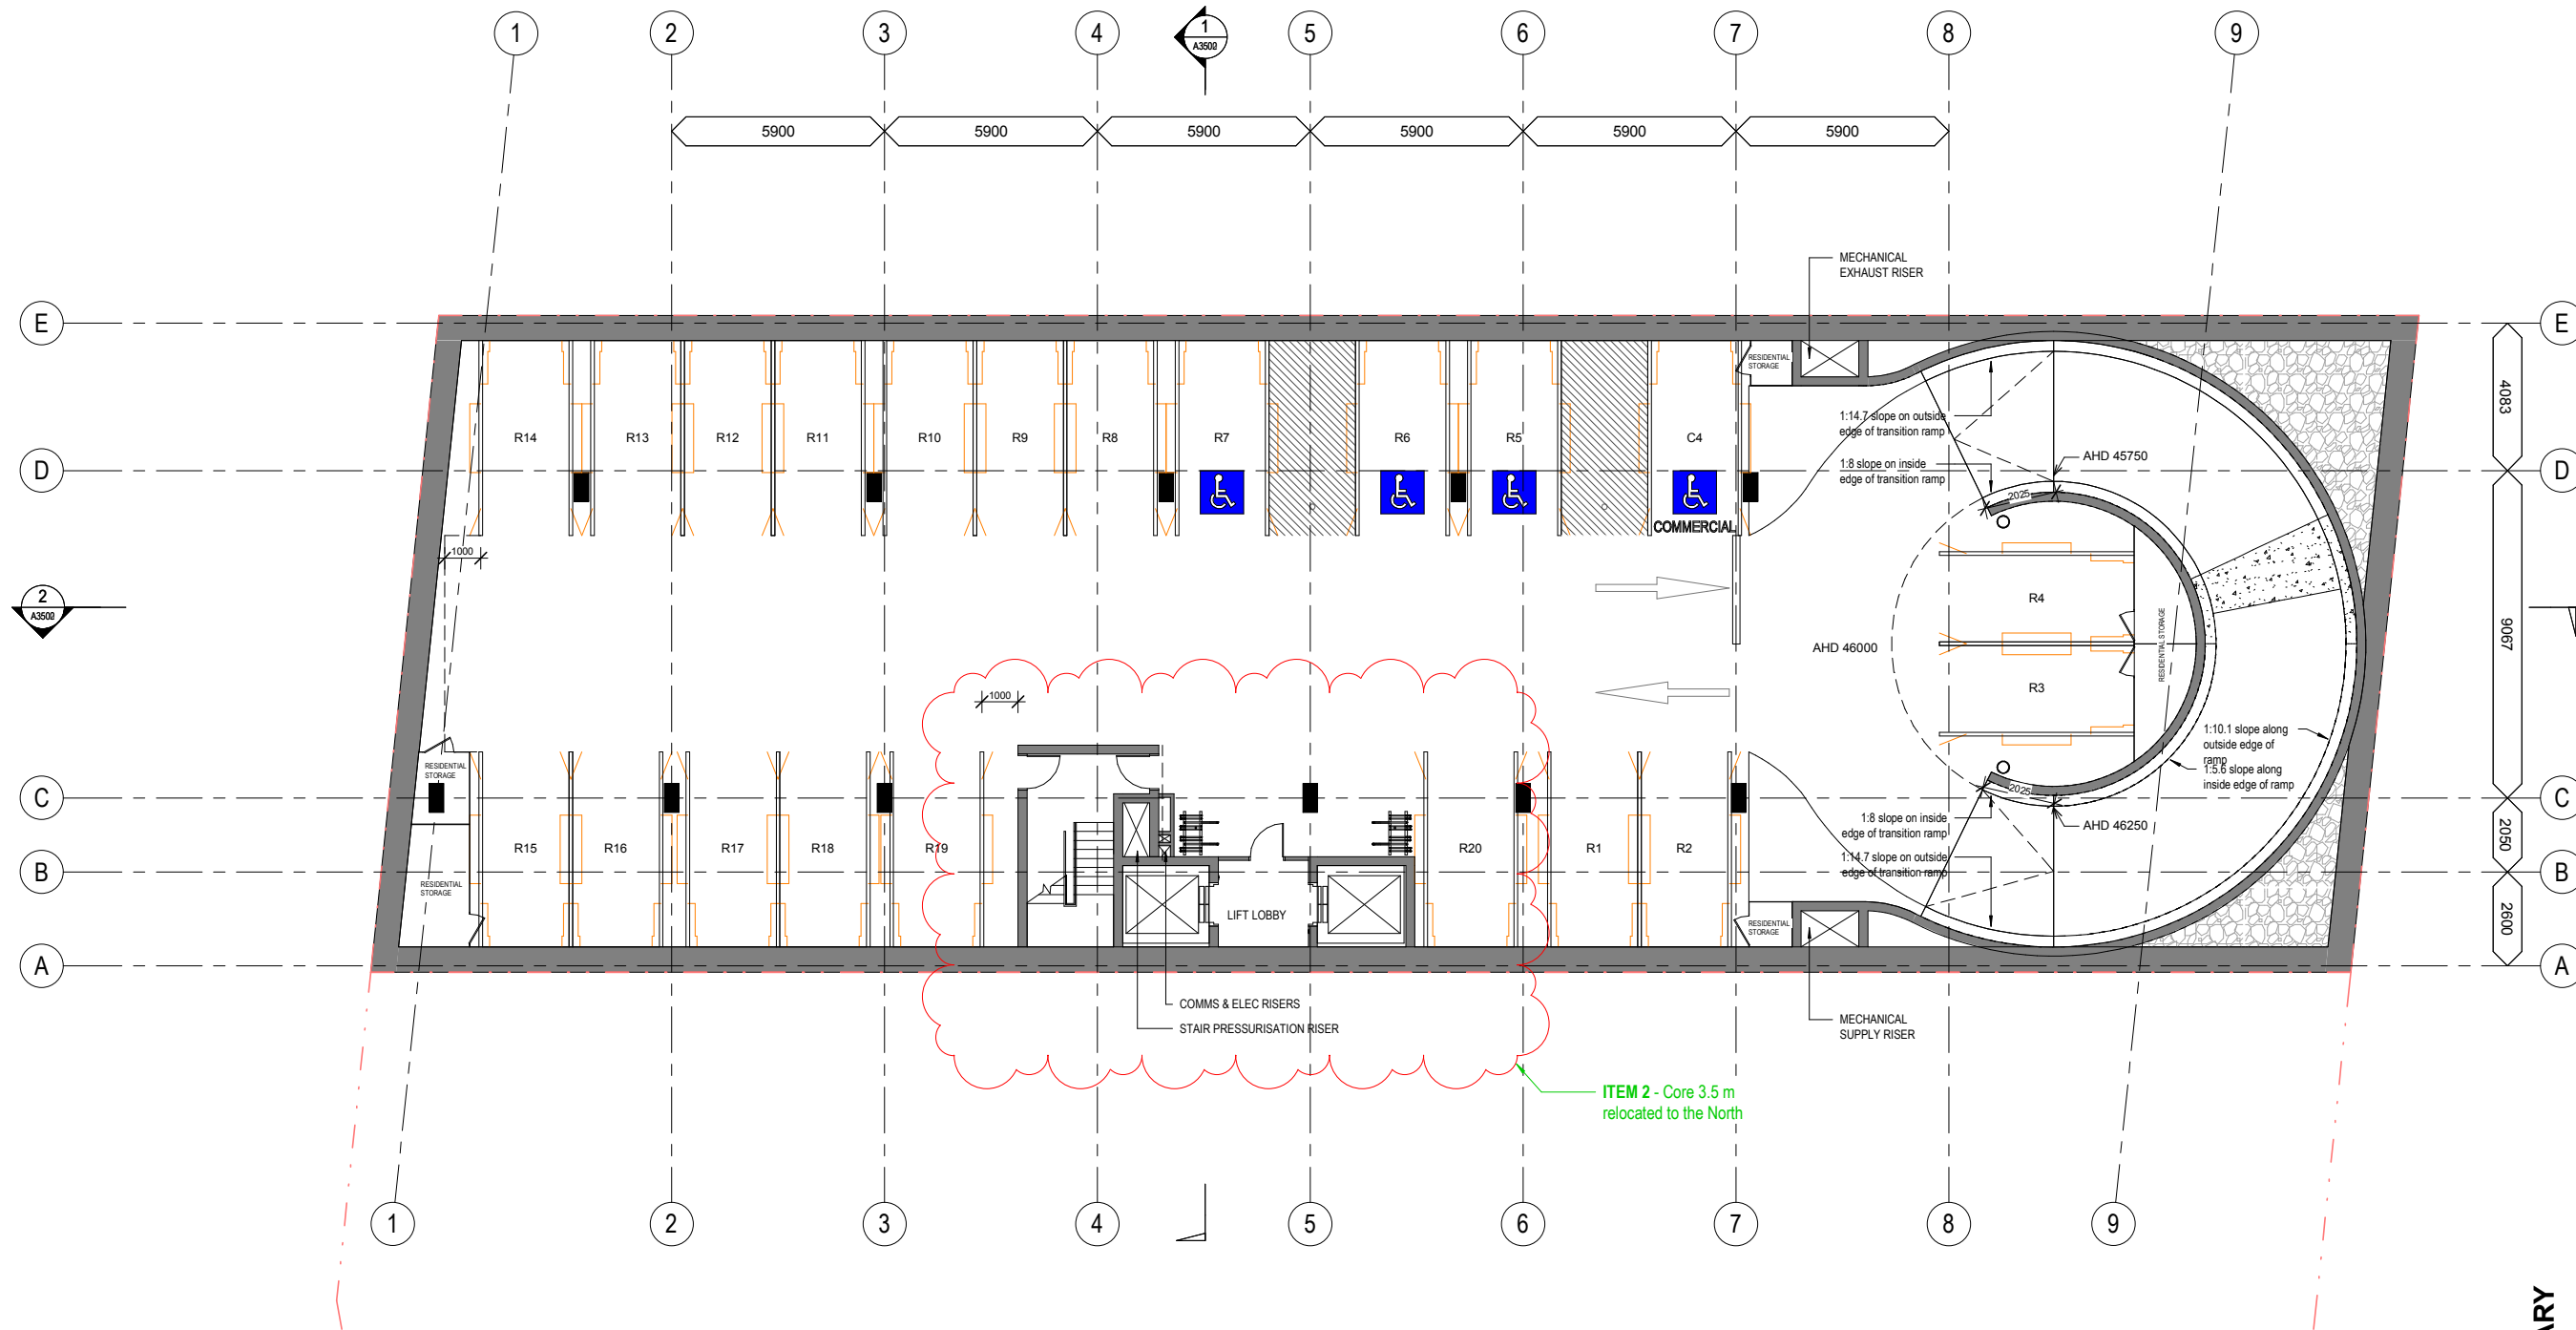 1
2
3
4
1
A3502
5
6
7
8
9
5900
5900
5900
5900
5900
5900
MECHANICAL
EXHAUST RISER
E
E
4083
RESIDENTIAL
STORAGE
1:14.7 slope on outside
edge of transition ramp
R14
R13
R12
R11
R10
R9
R8
R7
R6
R5
C4
AHD 45750
1:8 slope on inside
edge of transition ramp
D
D
2025
COMMERCIAL
1000
2
A3502
R4
9067
RESIDENTIAL STORAGE
AHD 46000
R3
1000
1:10.1 slope along
outside edge of
ramp
1:5.6 slope along
inside edge of ramp
RESIDENTIAL
STORAGE
C
C
2025
1:8 slope on inside
edge of transition ramp
AHD 46250
2050
R15
R16
R17
R18
R19
R20
R1
R2
1:14.7 slope on outside
edge of transition ramp
B
B
RESIDENTIAL
STORAGE
N
LIFT LOBBY
RESIDENTIAL
STORAGE
2600
A
A
COMMS & ELEC RISERS
STAIR PRESSURISATION RISER
MECHANICAL
SUPPLY RISER
ITEM 2 - Core 3.5 m
relocated to the North
1
2
3
4
5
6
7
8
9
ARY